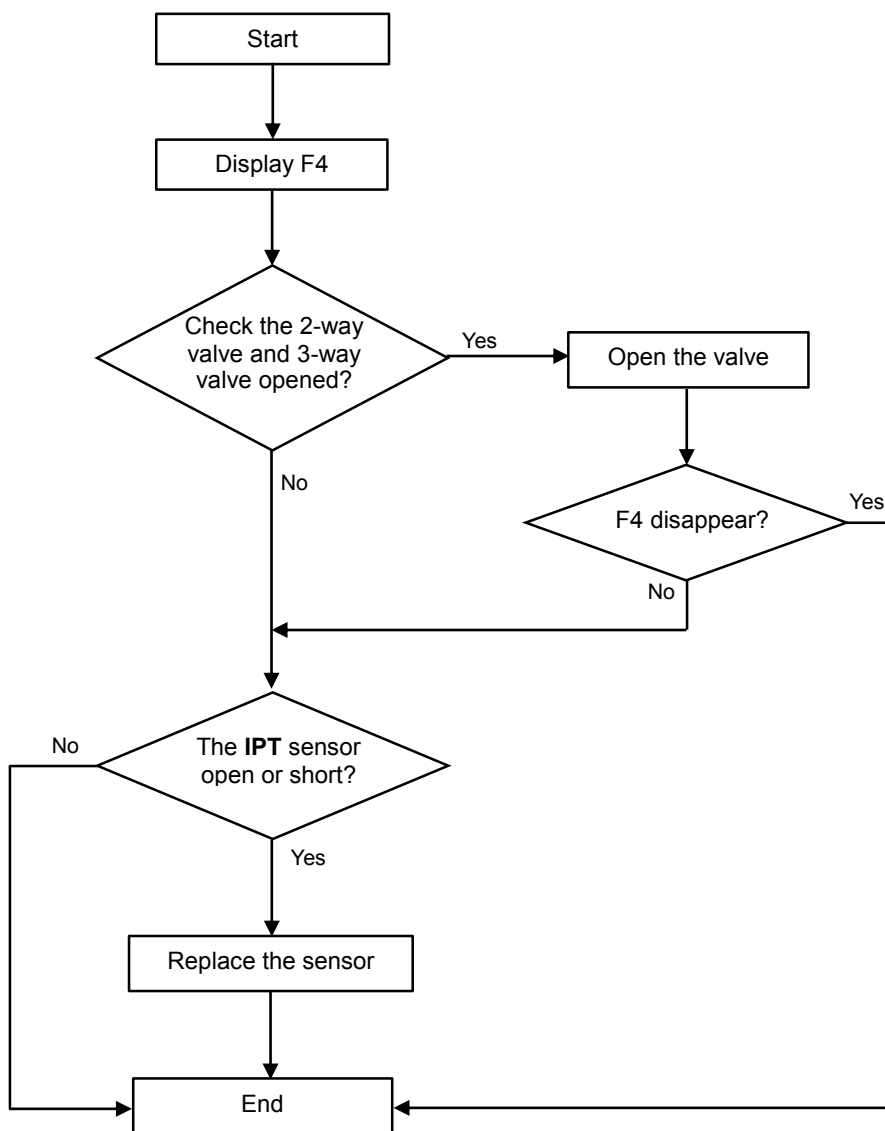 Start
Display F4
Check the 2-way
valve and 3-way
valve opened?
Yes
Open the valve
No
F4 disappear?
Yes
No
No
The IPT sensor
open or short?
Yes
Replace the sensor
End